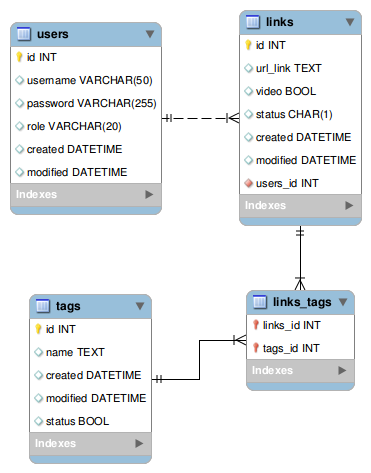 users
id INT
username VARCHAR(50)
password VARCHAR(255)
role VARCHAR(20)
created DATETIME
modified DATETIME
Indexes
links
id INT
url_link TEXT
video BOOL
status CHAR(1)
created DATETIME
modified DATETIME
users_id INT
Indexes
tags
id INT
name TEXT
created DATETIME
modified DATETIME
status BOOL
Indexes
links_tags
links_id INT
tags_id INT
Indexes